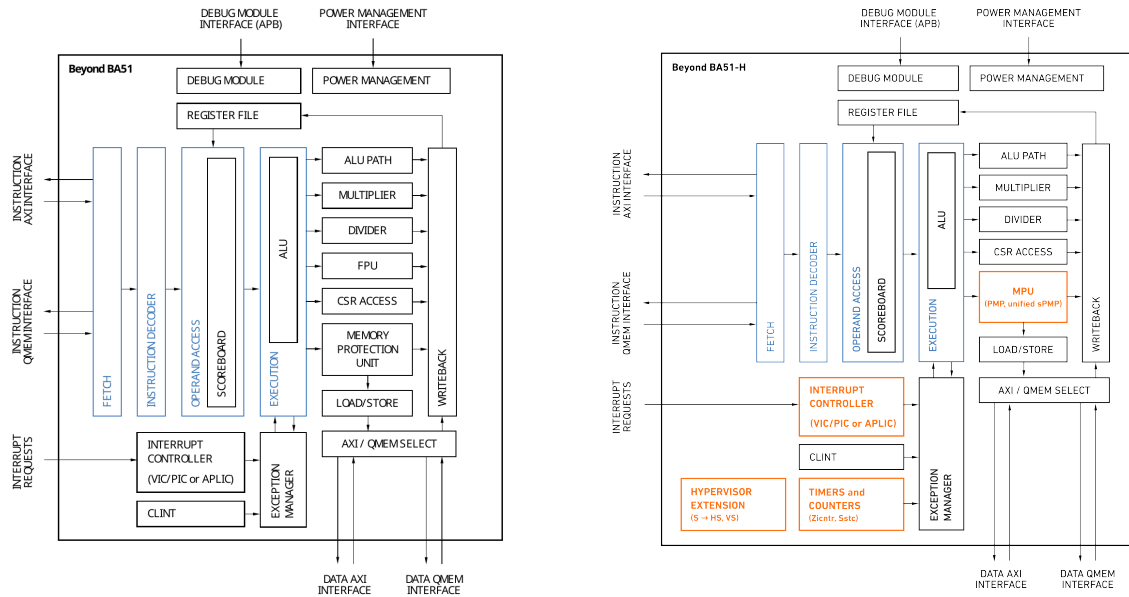 DEBUG MODULE
INTERFACE (APB)
POWER MANAGEMENT
INTERFACE
Beyond BA51
DEBUG MODULE
POWER MANAGEMENT
REGISTER FILE
INSTRUCTION
AXI INTERFACE
INSTRUCTION
QMEM INTERFACE
INTERRUPT
REQUESTS
FETCH
INSTRUCTION DECODER
OPERAND ACCESS
SCOREBOARD
EXECUTION
ALU
ALU PATH
MULTIPLIER
DIVIDER
FPU
CSR ACCESS
MEMORY
PROTECTION
UNIT
LOAD/STORE
WRITEBACK
AXI / QMEM SELECT
INTERRUPT
CONTROLLER
(VIC/PIC or APLIC)
CLINT
EXCEPTION
MANAGER
DATA AXI
INTERFACE
DATA QMEM
INTERFACE
DEBUG MODULE
INTERFACE (APB)
POWER MANAGEMENT
INTERFACE
Beyond BA51-H
DEBUG MODULE
POWER MANAGEMENT
REGISTER FILE
INSTRUCTION
AXI INTERFACE
INSTRUCTION
QMEM INTERFACE
INTERRUPT
REQUESTS
FETCH
INSTRUCTION DECODER
OPERAND ACCESS
SCOREBOARD
EXECUTION
ALU
ALU PATH
MULTIPLIER
DIVIDER
CSR ACCESS
MPU
(PMP, unified sPMP)
LOAD/STORE
WRITEBACK
AXI / QMEM SELECT
INTERRUPT
CONTROLLER
(VIC/PIC or APLIC)
CLINT
HYPERVISOR
EXTENSION
(S → HS, VS)
TIMERS and
COUNTERS
(Zicntr, Sstc)
EXCEPTION
MANAGER
DATA AXI
INTERFACE
DATA QMEM
INTERFACE